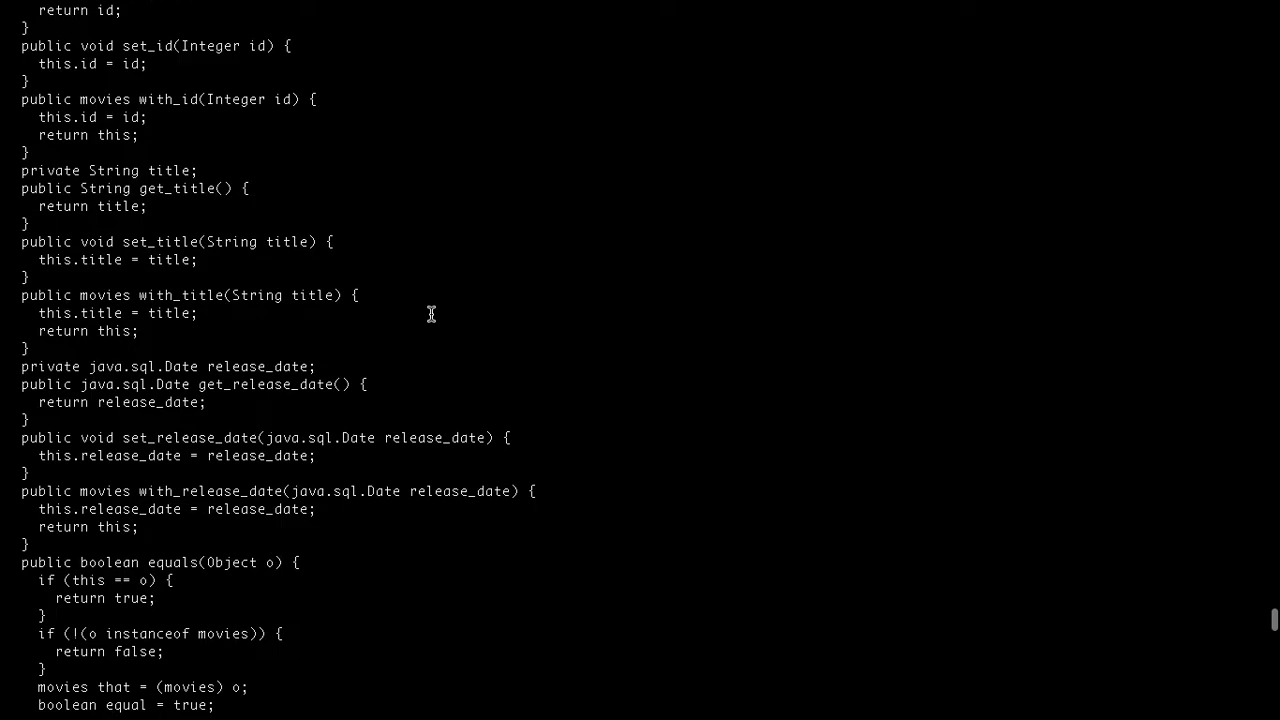 return id;
}
public void set_id(Integer id) {
this.id = id;
}
public movies with_id(Integer id) {
this.id = id;
return this;
}
private String title;
public String get_title() {
return title;
}
public void set_title(String title) {
this.title = title;
}
public movies with_title(String title) {
this.title = title;
return this;
}
private java.sql.Date release_date;
public java.sql.Date get_release_date() {
return release_date;
}
public void set_release_date(java.sql.Date release_date) {
this.release_date = release_date;
}
public movies with_release_date(java.sql.Date release_date) {
this.release_date = release_date;
return this;
}
public boolean equals(Object o) {
if (this == o) {
return true;
}
if (!(o instanceof movies)) {
return false;
}
movies that = (movies) o;
boolean equal = true;